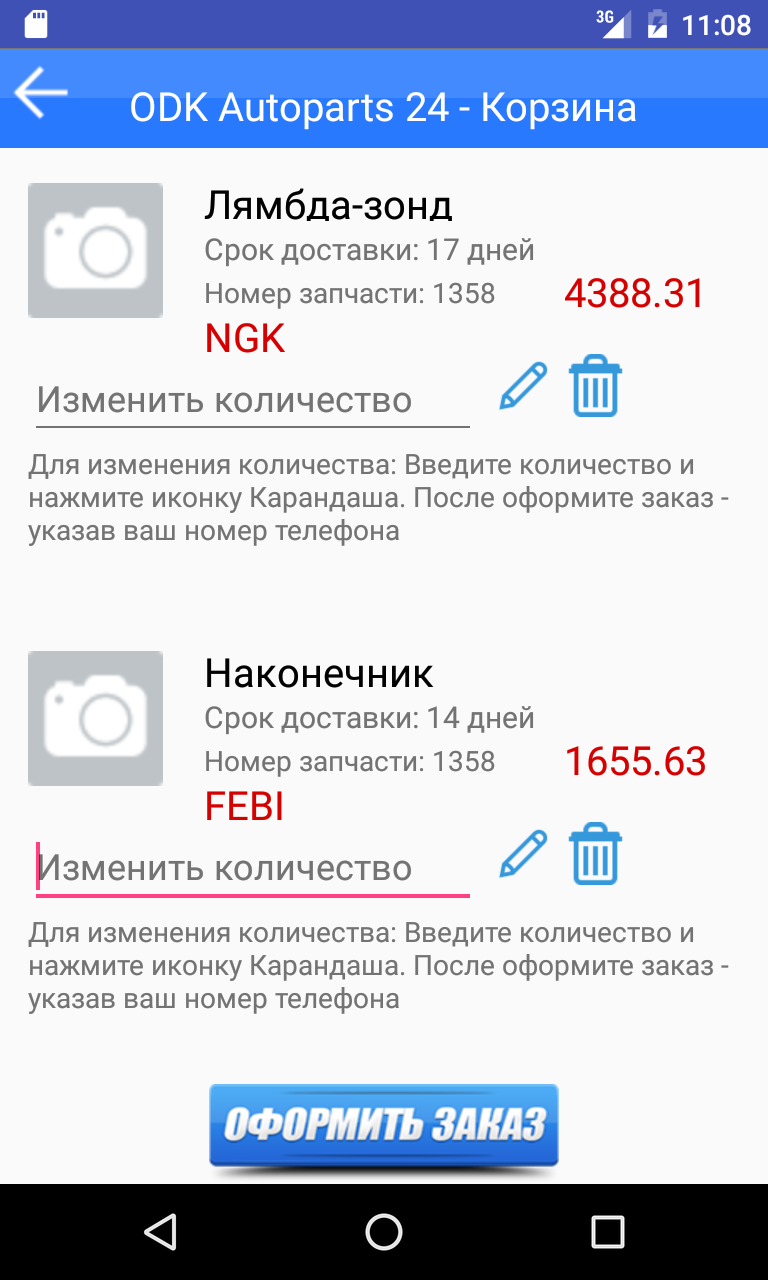 3G 11:08
ODK Autoparts 24 - Корзина
Лямбда-зонд
Срок доставки: 17 дней
Номер запчасти: 1358 4388.31
NGK
Изменить количество
Для изменения количества: Введите количество и
нажмите иконку Карандаша. После оформите заказ -
указав ваш номер телефона
Наконечник
Срок доставки: 14 дней
Номер запчасти: 1358 1655.63
FEBI
Изменить количество
Для изменения количества: Введите количество и
нажмите иконку Карандаша. После оформите заказ -
указав ваш номер телефона
ОФОРМИТЬ ЗАКАЗ